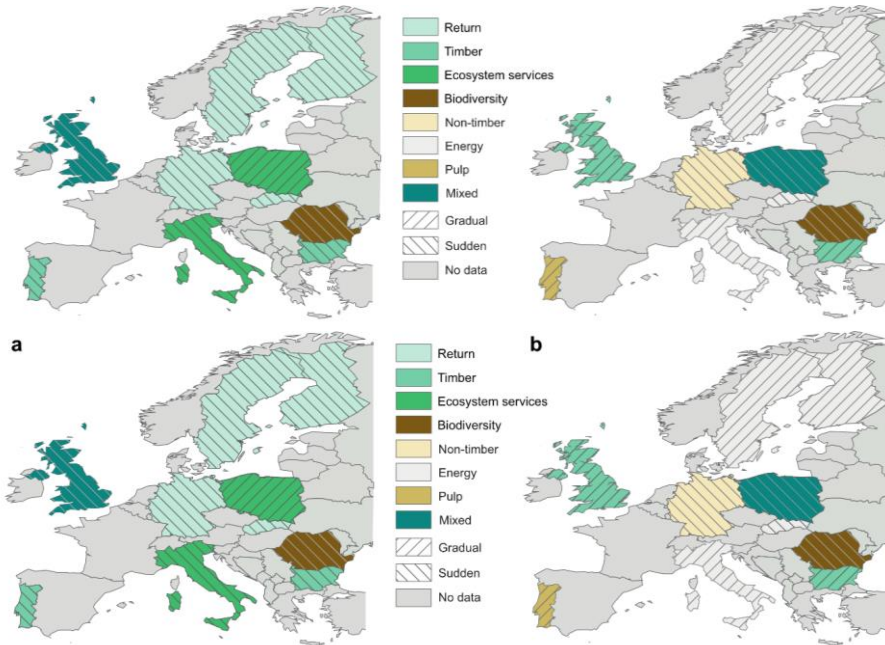 Return
Timber
Ecosystem services
Biodiversity
Non-timber
Energy
Pulp
Mixed
Gradual
Sudden
No data
a
b
Return
Timber
Ecosystem services
Biodiversity
Non-timber
Energy
Pulp
Mixed
Gradual
Sudden
No data